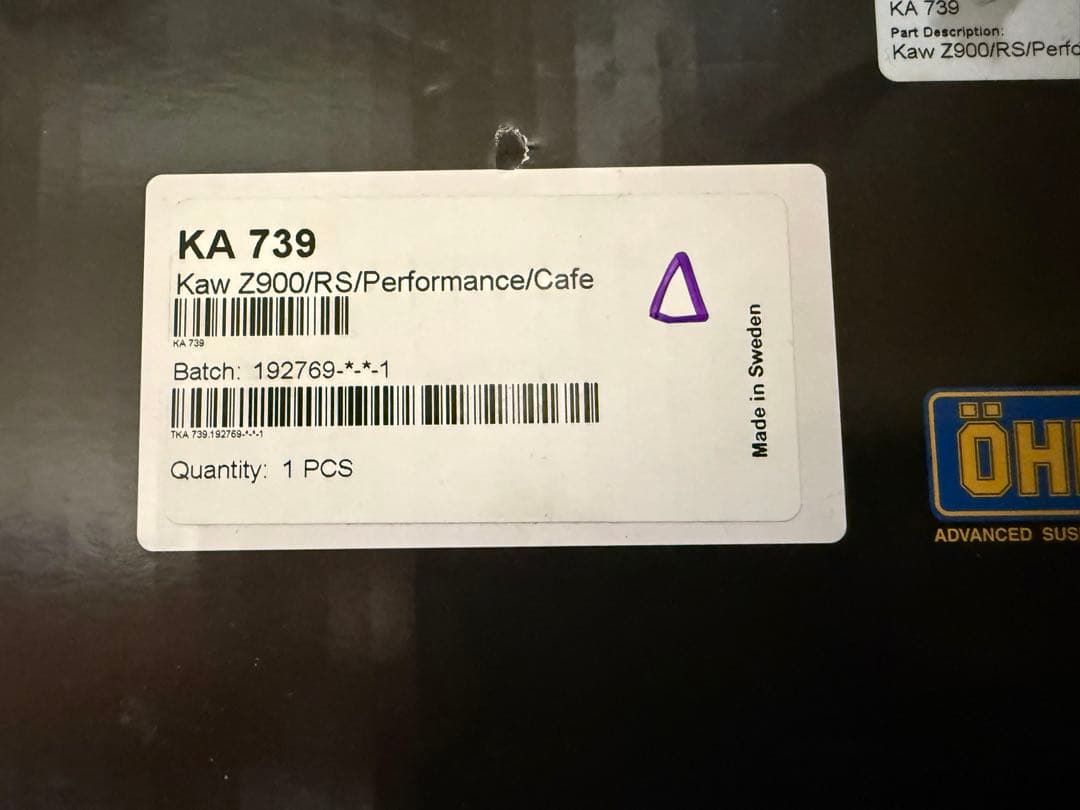 KA 739
Part Description:
Kaw Z900/RS/Perfo
KA 739
Kaw Z900/RS/Performance/Cafe
KA 739
Batch: 192769-*-*-1
TKA 739.192769-*-*-1
Quantity: 1 PCS
Made in Sweden
ÖH
ADVANCED SUS